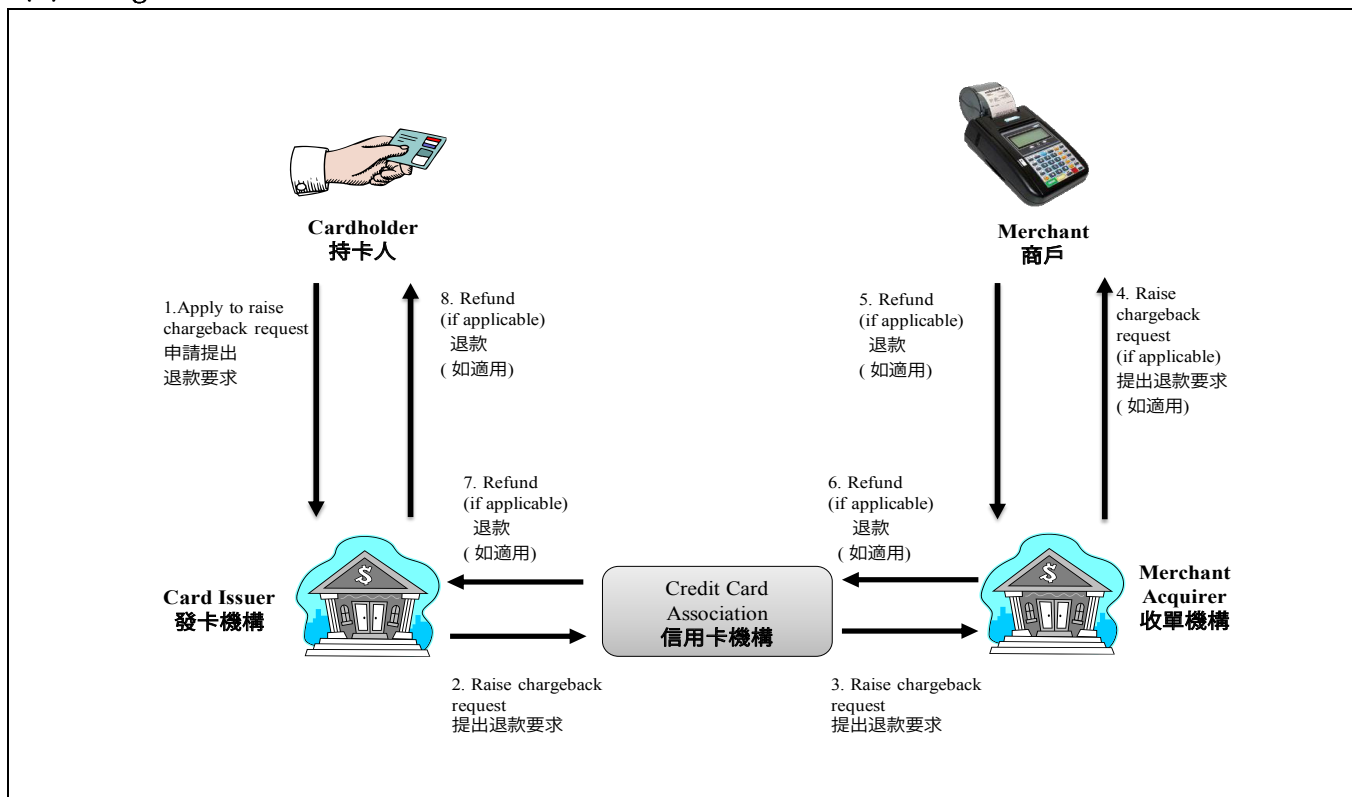 Cardholder
持卡人
Merchant
商戶
1.Apply to raise
chargeback request
申請提出
退款要求
8. Refund
(if applicable)
退款
( 如適用)
5. Refund
(if applicable)
退款
( 如適用)
4. Raise
chargeback
request
(if applicable)
提出退款要求
( 如適用)
7. Refund
(if applicable)
退款
( 如適用)
6. Refund
(if applicable)
退款
( 如適用)
Card Issuer
發卡機構
Credit Card
Association
信用卡機構
Merchant
Acquirer
收單機構
2. Raise chargeback
request
提出退款要求
3. Raise chargeback
request
提出退款要求